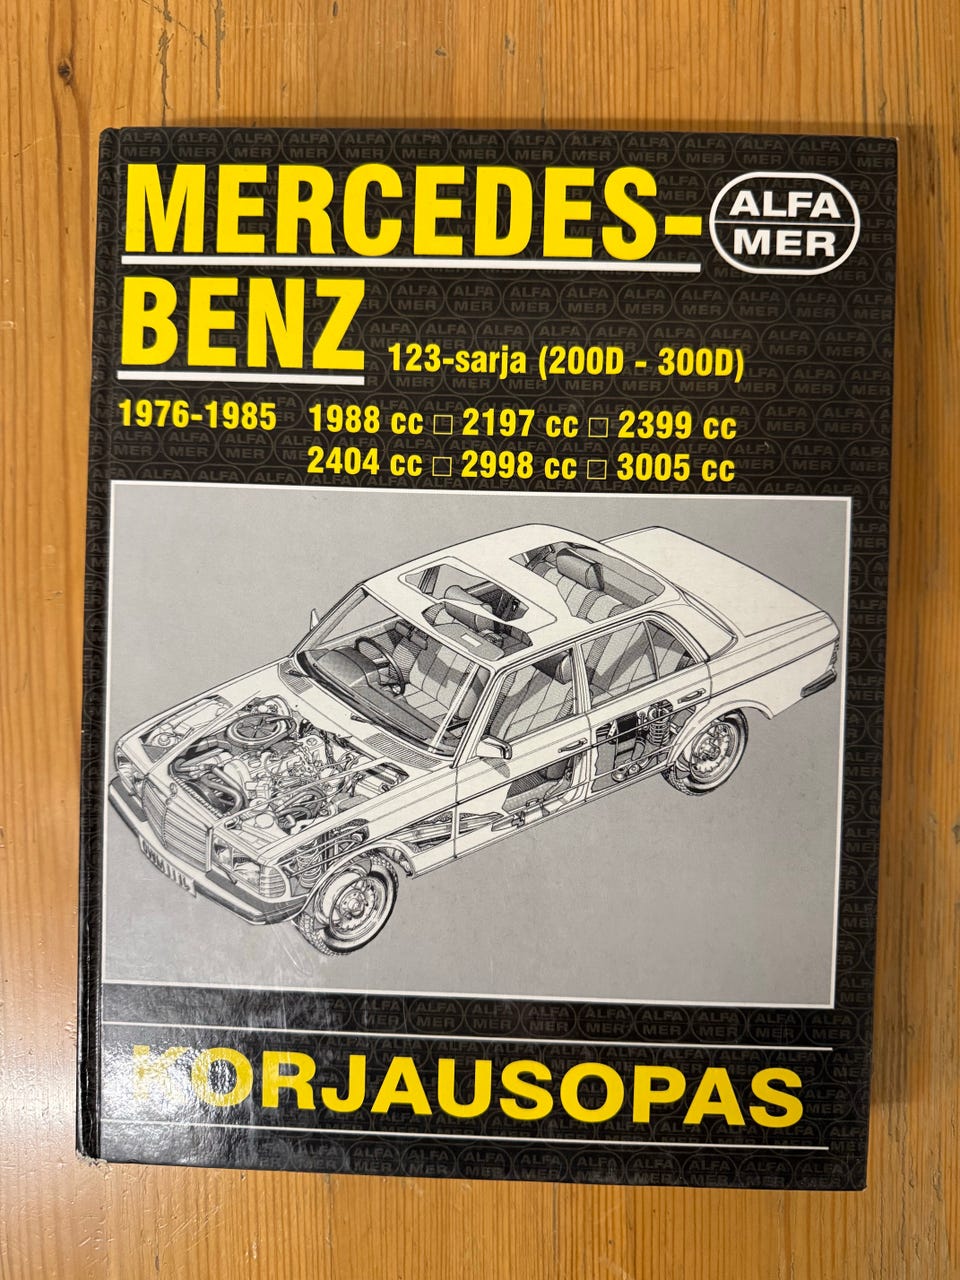 MERCEDES-
BENZ
ALFA
MER
123-sarja (200D - 300D)
1976-1985
1988 cc □ 2197 cc □ 2399 cc
2404 cc □ 2998 cc □ 3005 cc
KORJAUSOPAS